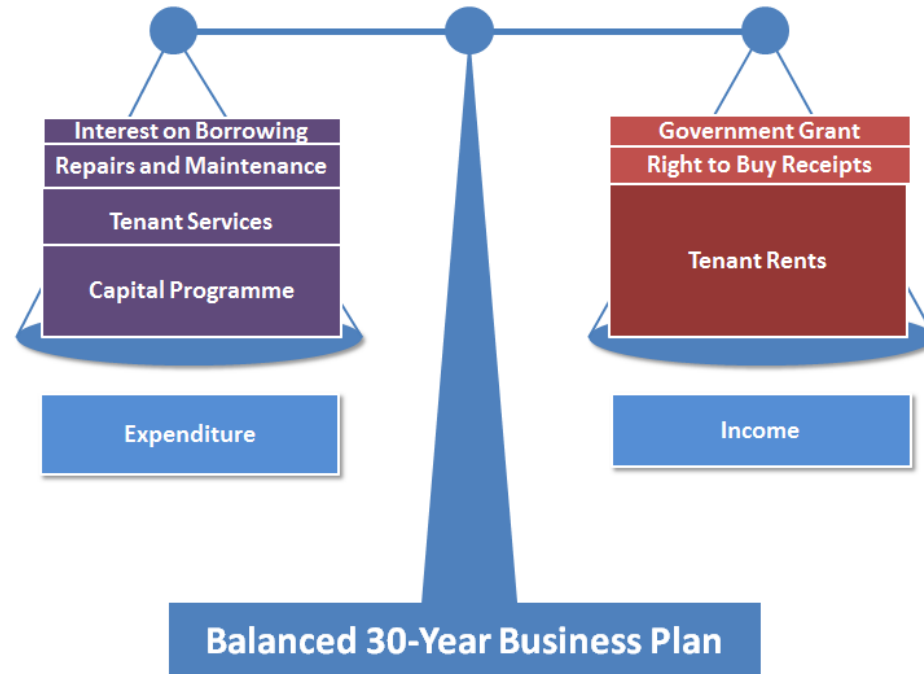 Interest on Borrowing
Repairs and Maintenance
Tenant Services
Capital Programme
Expenditure
Government Grant
Right to Buy Receipts
Tenant Rents
Income
Balanced 30-Year Business Plan